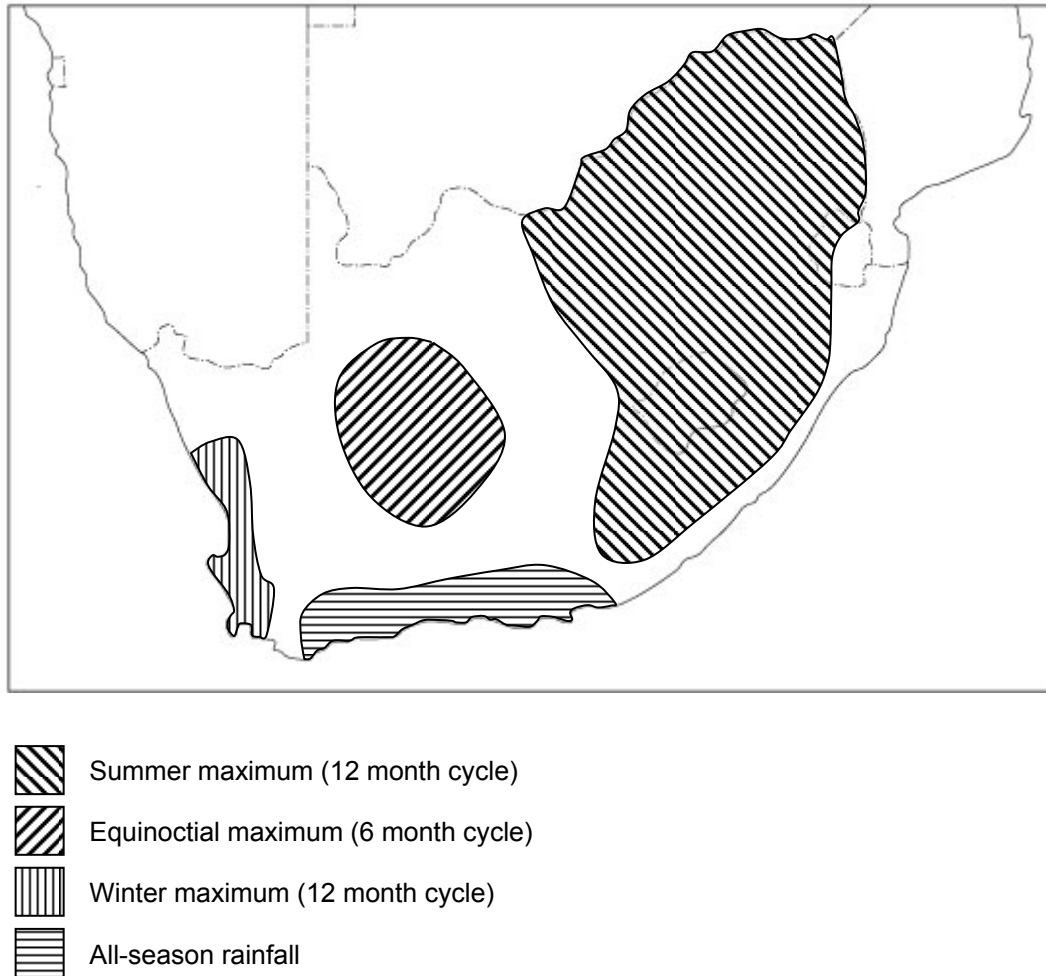 Summer maximum (12 month cycle)
Equinoctial maximum (6 month cycle)
Winter maximum (12 month cycle)
All-season rainfall